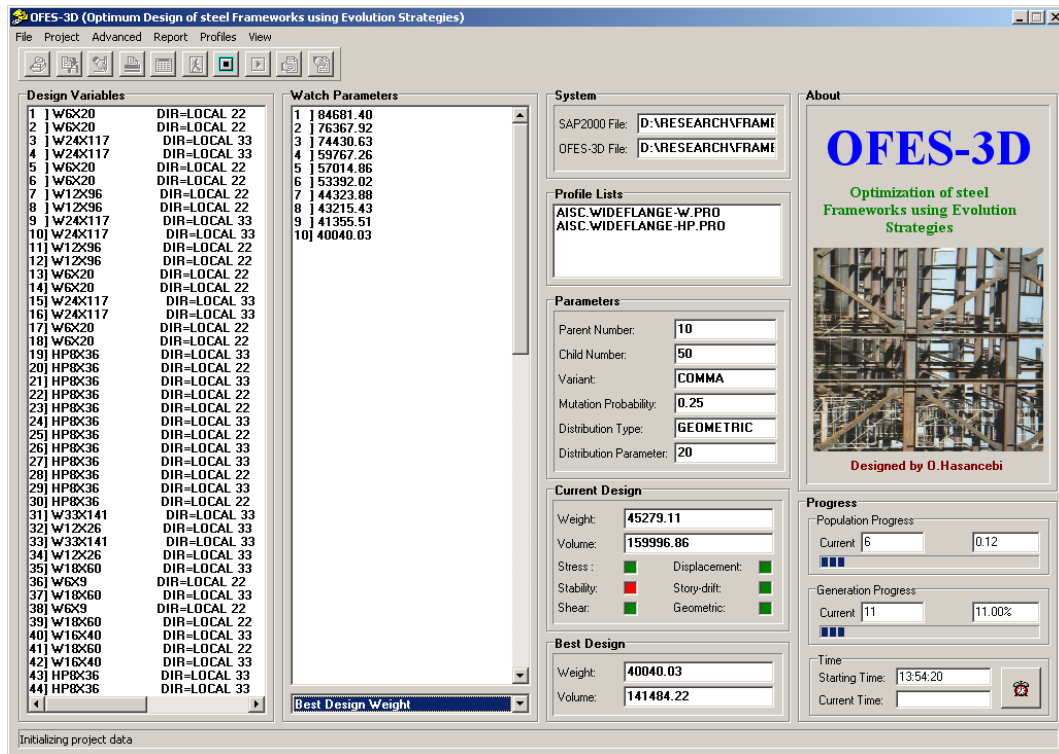 OFES-3D (Optimum Design of steel Frameworks using Evolution Strategies)
File Project Advanced Report Profiles View
Design Variables
1 ] W6X20 DIR=LOCAL 22
2 ] W6X20 DIR=LOCAL 22
3 ] W24X117 DIR=LOCAL 33
4 ] W24X117 DIR=LOCAL 33
5 ] W6X20 DIR=LOCAL 22
6 ] W6X20 DIR=LOCAL 22
7 ] W12X96 DIR=LOCAL 22
8 ] W12X96 DIR=LOCAL 22
9 ] W24X117 DIR=LOCAL 33
10] W24X117 DIR=LOCAL 33
11] W12X96 DIR=LOCAL 22
12] W12X96 DIR=LOCAL 22
13] W6X20 DIR=LOCAL 22
14] W6X20 DIR=LOCAL 22
15] W24X117 DIR=LOCAL 33
16] W24X117 DIR=LOCAL 33
17] W6X20 DIR=LOCAL 22
18] W6X20 DIR=LOCAL 22
19] HP8X36 DIR=LOCAL 33
20] HP8X36 DIR=LOCAL 22
21] HP8X36 DIR=LOCAL 33
22] HP8X36 DIR=LOCAL 22
23] HP8X36 DIR=LOCAL 22
24] HP8X36 DIR=LOCAL 33
25] HP8X36 DIR=LOCAL 22
26] HP8X36 DIR=LOCAL 33
27] HP8X36 DIR=LOCAL 33
28] HP8X36 DIR=LOCAL 22
29] HP8X36 DIR=LOCAL 33
30] HP8X36 DIR=LOCAL 22
31] W33X141 DIR=LOCAL 33
32] W12X26 DIR=LOCAL 33
33] W33X141 DIR=LOCAL 33
34] W12X26 DIR=LOCAL 33
35] W18X60 DIR=LOCAL 33
36] W6X9 DIR=LOCAL 22
37] W18X60 DIR=LOCAL 33
38] W6X9 DIR=LOCAL 22
39] W18X60 DIR=LOCAL 22
40] W16X40 DIR=LOCAL 33
41] W18X60 DIR=LOCAL 22
42] W16X40 DIR=LOCAL 33
43] HP8X36 DIR=LOCAL 33
44] HP8X36 DIR=LOCAL 33
Watch Parameters
1 ] 84681.40
2 ] 76367.92
3 ] 74430.63
4 ] 59767.26
5 ] 57014.86
6 ] 53392.02
7 ] 44323.88
8 ] 43215.43
9 ] 41355.51
10] 40040.03
Best Design Weight
System
SAP2000 File: D:\RESEARCH\FRAME
OFES-3D File: D:\RESEARCH\FRAME
Profile Lists
AISC.WIDEFLANGE-W.PRO
AISC.WIDEFLANGE-HP.PRO
Parameters
Parent Number: 10
Child Number: 50
Variant: COMMA
Mutation Probability: 0.25
Distribution Type: GEOMETRIC
Distribution Parameter: 20
Current Design
Weight: 45279.11
Volume: 159996.86
Stress : Displacement:
Stability: Story-drift:
Shear: Geometric:
Best Design
Weight: 40040.03
Volume: 141484.22
About
OFES-3D
Optimization of steel
Frameworks using Evolution
Strategies
Designed by O.Hasancebi
Progress
Population Progress
Current 6 0.12
Generation Progress
Current 11 11.00%
Time
Starting Time: 13:54:20
Current Time:
Initializing project data